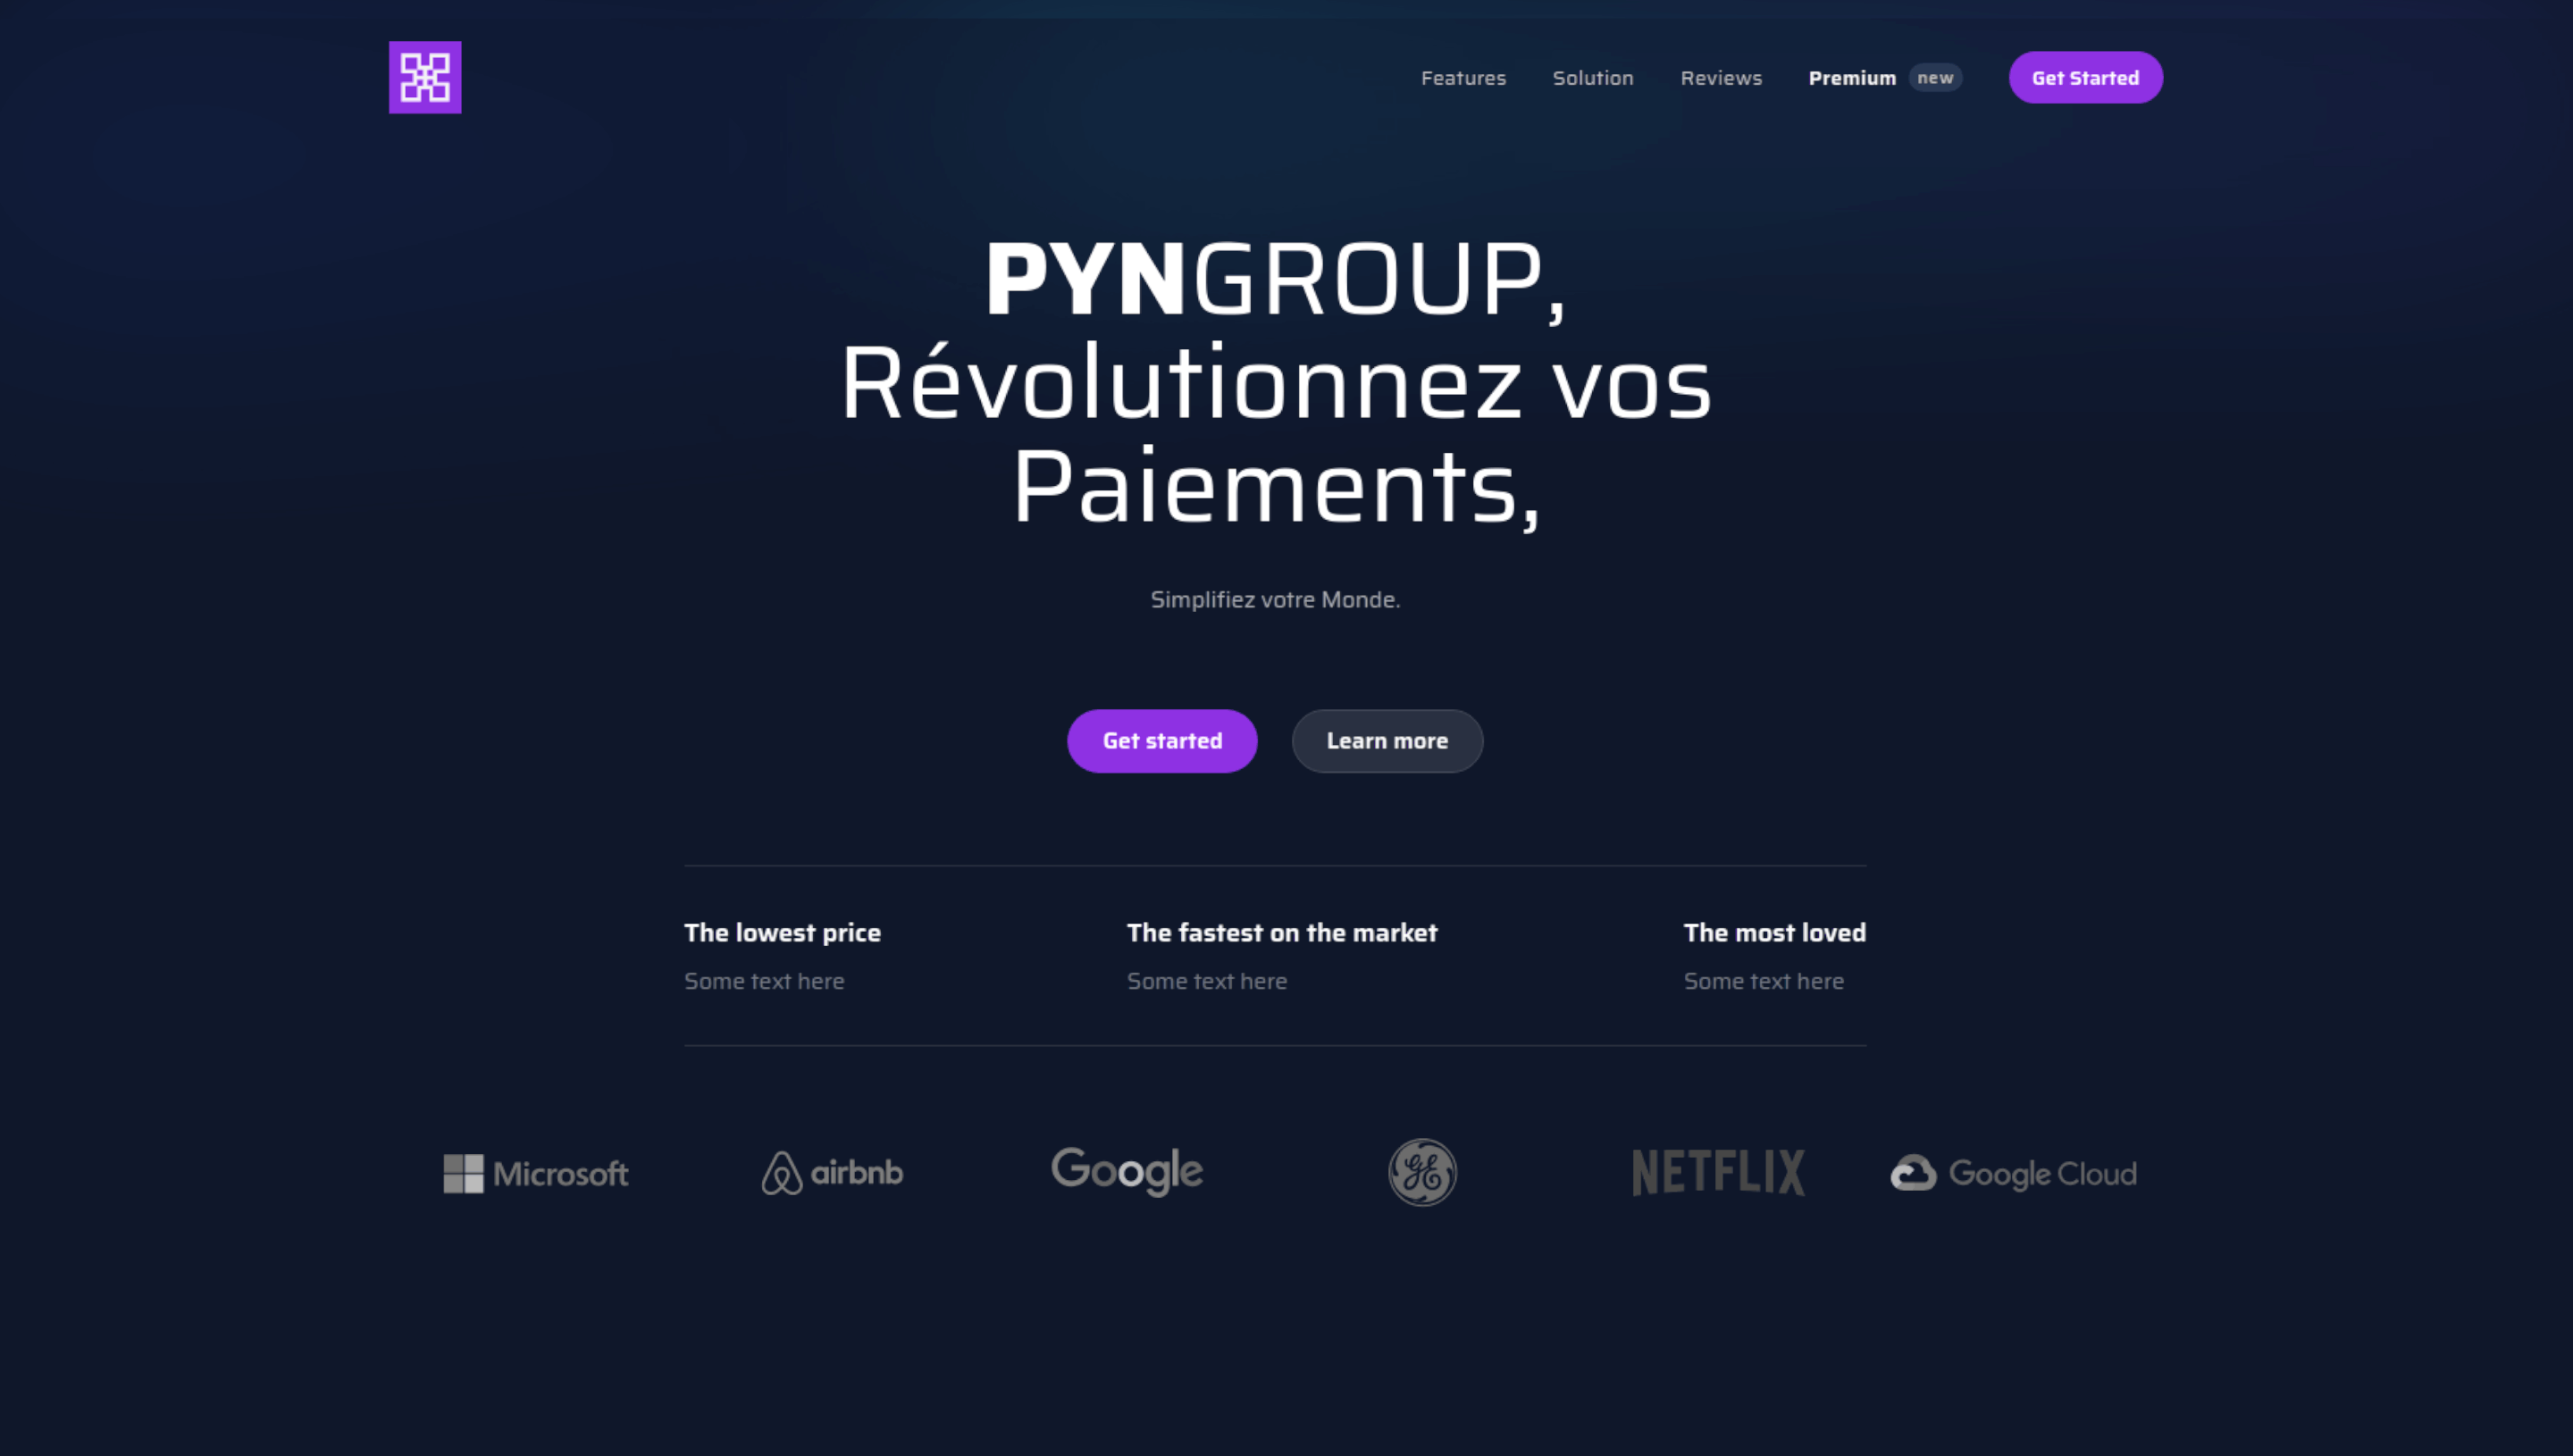 Features Solution Reviews Premium new Get Started
PYNGROUP,
Révolutionnez vos
Paiements,
Simplifiez votre Monde.
Get started Learn more
The lowest price The fastest on the market The most loved
Some text here Some text here Some text here
Microsoft airbnb Google GE NETFLIX Google Cloud